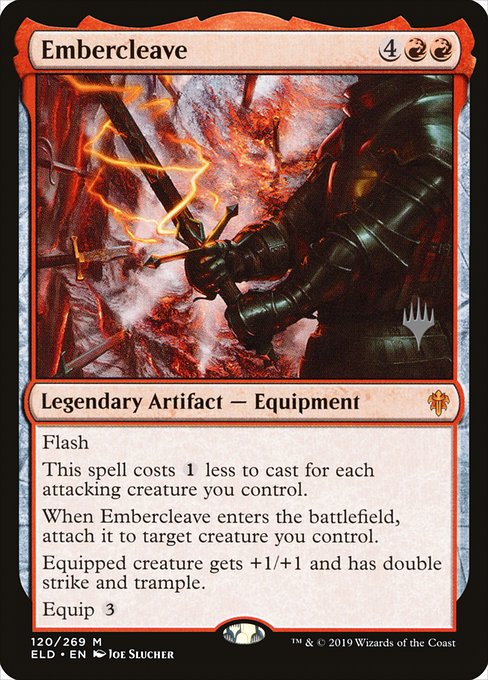 Embercleave 4
Legendary Artifact — Equipment
Flash
This spell costs 1 less to cast for each
attacking creature you control.
When Embercleave enters the battlefield,
attach it to target creature you control.
Equipped creature gets +1/+1 and has double
strike and trample.
Equip 3
120/269 M
ELD • EN Joe Slucher
™ & © 2019 Wizards of the Coast